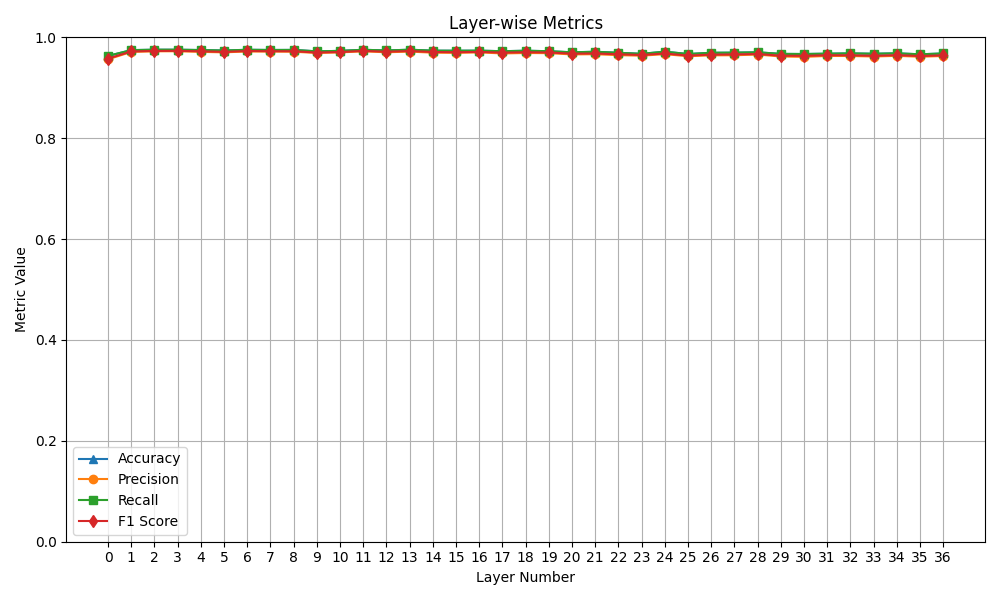 Layer-wise Metrics
1.0
0.8
0.6
0.4
0.2
0.0
Metric Value
Accuracy
Precision
Recall
F1 Score
0 1 2 3 4 5 6 7 8 9 10 11 12 13 14 15 16 17 18 19 20 21 22 23 24 25 26 27 28 29 30 31 32 33 34 35 36
Layer Number